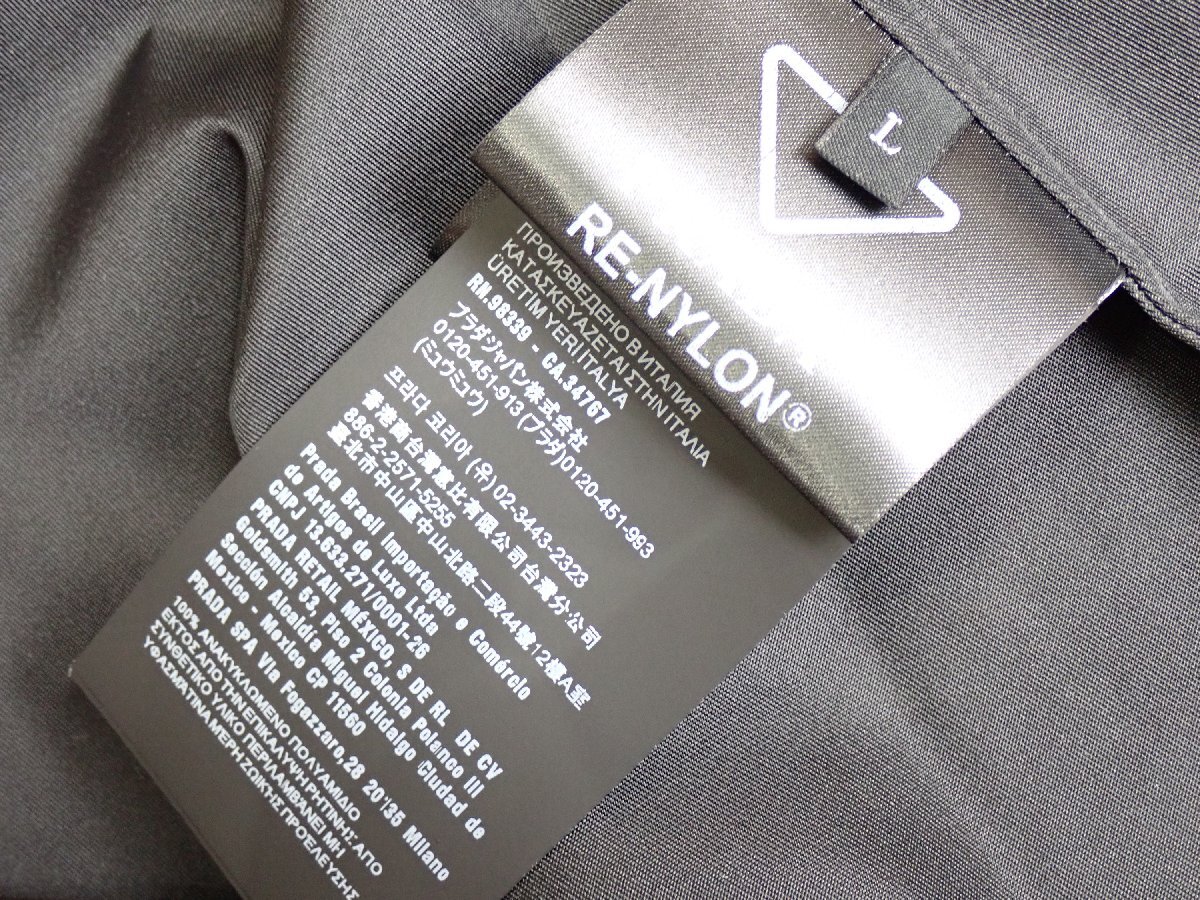 L
RE-NYLON®
ΠΡΟИЗВЕДЕНО В ИТАЛИЯ
ΚΑΤΑΣΚΕΥΑΖΕΤΑΙ ΣΤΗΝ ΙΤΑΛΙΑ
ÜRETİM YERI ITALYA
RN.98339 - CA.34767
プラダジャパン株式会社
0120-451-913(プラダ)0120-451-993
(ミュウミュウ)
프라다 코리아 (유)02-3443-2323
香港商台灣薏比有限公司台灣分公司
886-2-2571-5255
臺北市中山區中山北路二段44號12樓A室
Prada Brasil Importação e Comércio
de Artigos de Luxo Ltda
CNPJ 13.633.271/0001-26
PRADA RETAIL MÉXICO, S DE RL DE CV
Goldsmith 53, Piso 2 Colonia Polanco III
Sección Alcaldía Miguel Hidalgo Ciudad de
Mexico - Mexico CP 11560
PRADA SPA Via Fogazzaro,28 20135 Milano
100% ΑΝΑΚΥΚΛΩΜΕΝΟ ΠΟΛΥΑΜΙΔΙΟ
ΕΚΤΟΣ ΑΠΟ ΤΗΝ ΕΠΙΚΑΛΥΨΗ ΡΗΤΙΝΗΣ ΑΠΟ
ΣΥΝΘΕΤΙΚΟ ΥΛΙΚΟ ΠΕΡΙΛΑΜΒΑΝΕΙ ΜΗ
ΥΦΑΣΜΑΤΙΝΑ ΜΕΡΗ ΖΩΙΚΗΣ ΠΡΟΕΛΕΥΣΗΣ